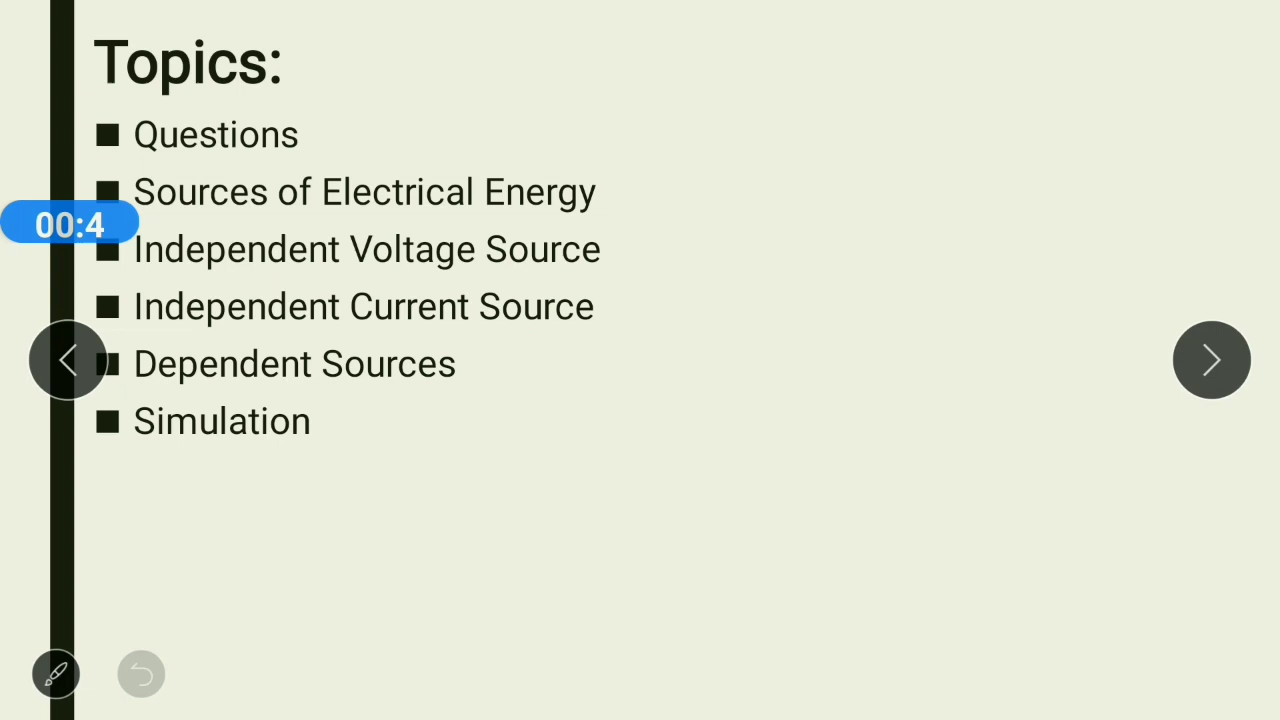 Topics:
Questions
Sources of Electrical Energy
00:4
Independent Voltage Source
Independent Current Source
Dependent Sources
Simulation